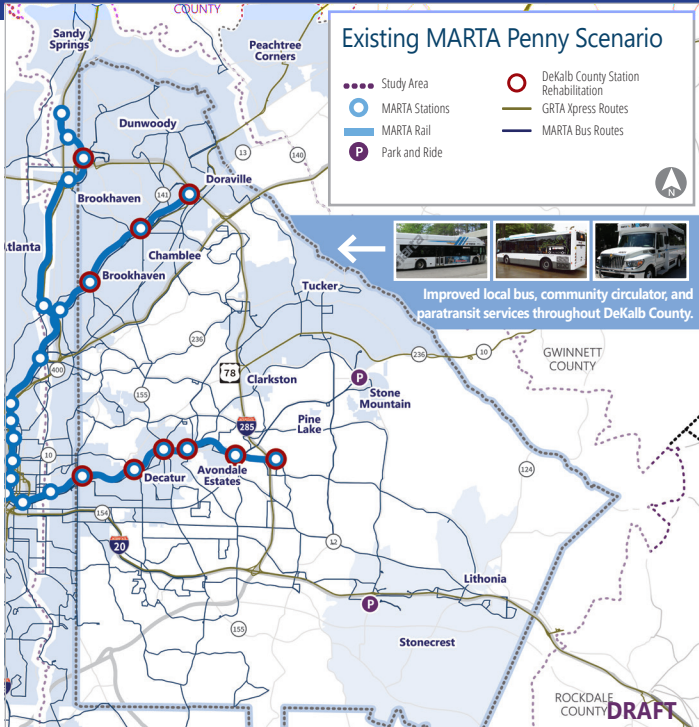 COUNTY
Sandy
Springs
Peachtree
Corners
Existing MARTA Penny Scenario
Study Area
MARTA Stations
MARTA Rail
P
Park and Ride
DeKalb County Station
Rehabilitation
GRTA Xpress Routes
MARTA Bus Routes
N
Dunwoody
13
140
Doraville
141
Brookhaven
Chamblee
Brookhaven
Tucker
Improved local bus, community circulator, and
paratransit services throughout DeKalb County.
tlanta
236
236
10
GWINNETT
COUNTY
400
78
Clarkston
P
Stone
Mountain
155
285
Pine
Lake
10
Decatur
Avondale
Estates
124
154
20
12
Lithonia
P
155
Stonecrest
ROCKDALE
COUNTY
DRAFT